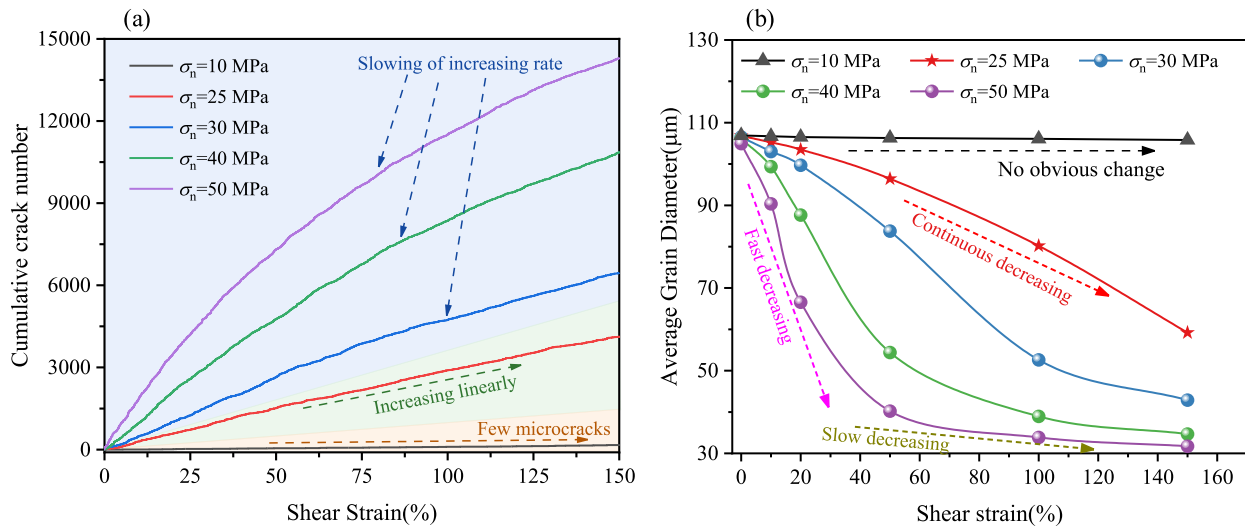 (a)
15000
12000
9000
6000
3000
0
Cumulative crack number
σn=10 MPa
σn=25 MPa
σn=30 MPa
σn=40 MPa
σn=50 MPa
Slowing of increasing rate
Increasing linearly
Few microcracks
0 25 50 75 100 125 150
Shear Strain(%)
(b)
130
110
90
70
50
30
Average Grain Diameter(μm)
σn=10 MPa σn=25 MPa σn=30 MPa
σn=40 MPa σn=50 MPa
No obvious change
Continuous decreasing
Fast decreasing
Slow decreasing
0 20 40 60 80 100 120 140 160
Shear strain(%)